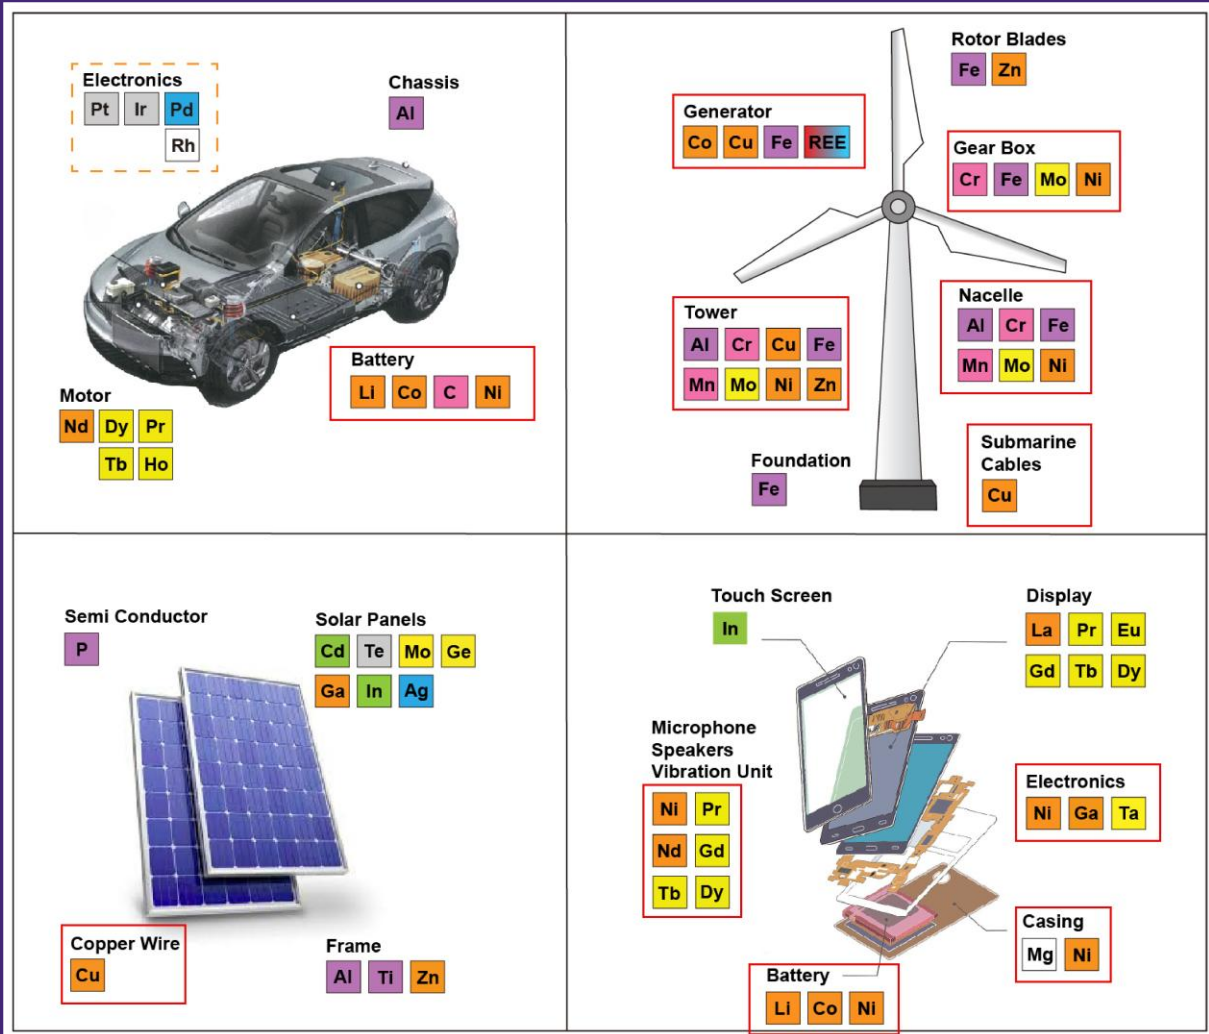 Electronics
Pt Ir Pd
Rh
Chassis
Al
Battery
Li Co C Ni
Motor
Nd Dy Pr
Tb Ho
Rotor Blades
Fe Zn
Generator
Co Cu Fe REE
Gear Box
Cr Fe Mo Ni
Tower
Al Cr Cu Fe
Mn Mo Ni Zn
Nacelle
Al Cr Fe
Mn Mo Ni
Foundation
Fe
Submarine
Cables
Cu
Semi Conductor
P
Solar Panels
Cd Te Mo Ge
Ga In Ag
Copper Wire
Cu
Frame
Al Ti Zn
Touch Screen
In
Display
La Pr Eu
Gd Tb Dy
Microphone
Speakers
Vibration Unit
Ni Pr
Nd Gd
Tb Dy
Electronics
Ni Ga Ta
Casing
Mg Ni
Battery
Li Co Ni